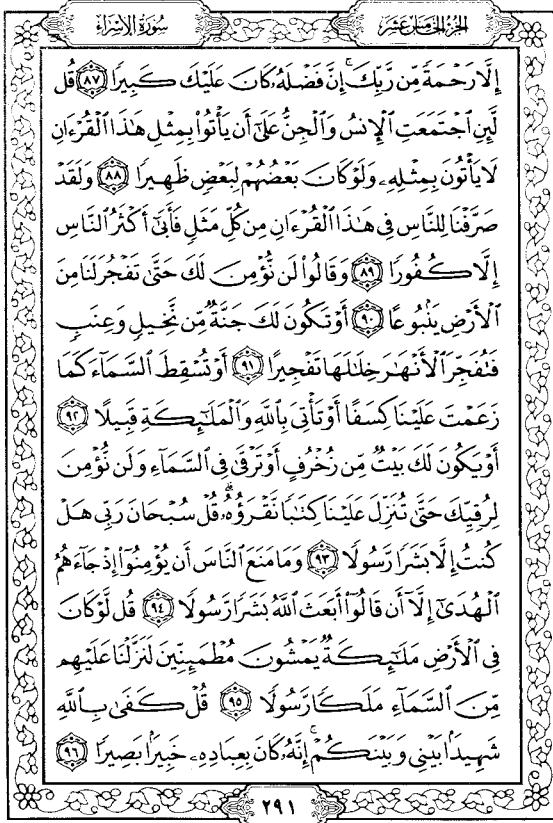 الجزء الخامس عشر
سورة الإسراء
إِلَّا رَحْمَةً مِّن رَّبِّكَ ۚ إِنَّ فَضْلَهُۥ كَانَ عَلَيْكَ كَبِيرًا ٨٧ قُل
لَّئِنِ ٱجْتَمَعَتِ ٱلْإِنسُ وَٱلْجِنُّ عَلَىٰٓ أَن يَأْتُوا۟ بِمِثْلِ هَـٰذَا ٱلْقُرْءَانِ
لَا يَأْتُونَ بِمِثْلِهِۦ وَلَوْ كَانَ بَعْضُهُمْ لِبَعْضٍ ظَهِيرًا ٨٨ وَلَقَدْ
صَرَّفْنَا لِلنَّاسِ فِى هَـٰذَا ٱلْقُرْءَانِ مِن كُلِّ مَثَلٍ فَأَبَىٰٓ أَكْثَرُ ٱلنَّاسِ
إِلَّا كُفُورًا ٨٩ وَقَالُوا۟ لَن نُّؤْمِنَ لَكَ حَتَّىٰ تَفْجُرَ لَنَا مِنَ
ٱلْأَرْضِ يَنۢبُوعًا ٩٠ أَوْ تَكُونَ لَكَ جَنَّةٌ مِّن نَّخِيلٍ وَعِنَبٍ
فَتُفَجِّرَ ٱلْأَنْهَـٰرَ خِلَـٰلَهَا تَفْجِيرًا ٩١ أَوْ تُسْقِطَ ٱلسَّمَآءَ كَمَا
زَعَمْتَ عَلَيْنَا كِسَفًا أَوْ تَأْتِىَ بِٱللَّهِ وَٱلْمَلَـٰٓئِكَةِ قَبِيلًا ٩٢
أَوْ يَكُونَ لَكَ بَيْتٌ مِّن زُخْرُفٍ أَوْ تَرْقَىٰ فِى ٱلسَّمَآءِ وَلَن نُّؤْمِنَ
لِرُقِيِّكَ حَتَّىٰ تُنَزِّلَ عَلَيْنَا كِتَـٰبًا نَّقْرَؤُهُۥ ۗ قُلْ سُبْحَانَ رَبِّى هَلْ
كُنتُ إِلَّا بَشَرًا رَّسُولًا ٩٣ وَمَا مَنَعَ ٱلنَّاسَ أَن يُؤْمِنُوٓا۟ إِذْ جَآءَهُمُ
ٱلْهُدَىٰٓ إِلَّآ أَن قَالُوٓا۟ أَبَعَثَ ٱللَّهُ بَشَرًا رَّسُولًا ٩٤ قُل لَّوْ كَانَ
فِى ٱلْأَرْضِ مَلَـٰٓئِكَةٌ يَمْشُونَ مُطْمَئِنِّينَ لَنَزَّلْنَا عَلَيْهِم
مِّنَ ٱلسَّمَآءِ مَلَكًا رَّسُولًا ٩٥ قُلْ كَفَىٰ بِٱللَّهِ
شَهِيدًۢا بَيْنِى وَبَيْنَكُمْ ۚ إِنَّهُۥ كَانَ بِعِبَادِهِۦ خَبِيرًۢا بَصِيرًا ٩٦
٢٩١